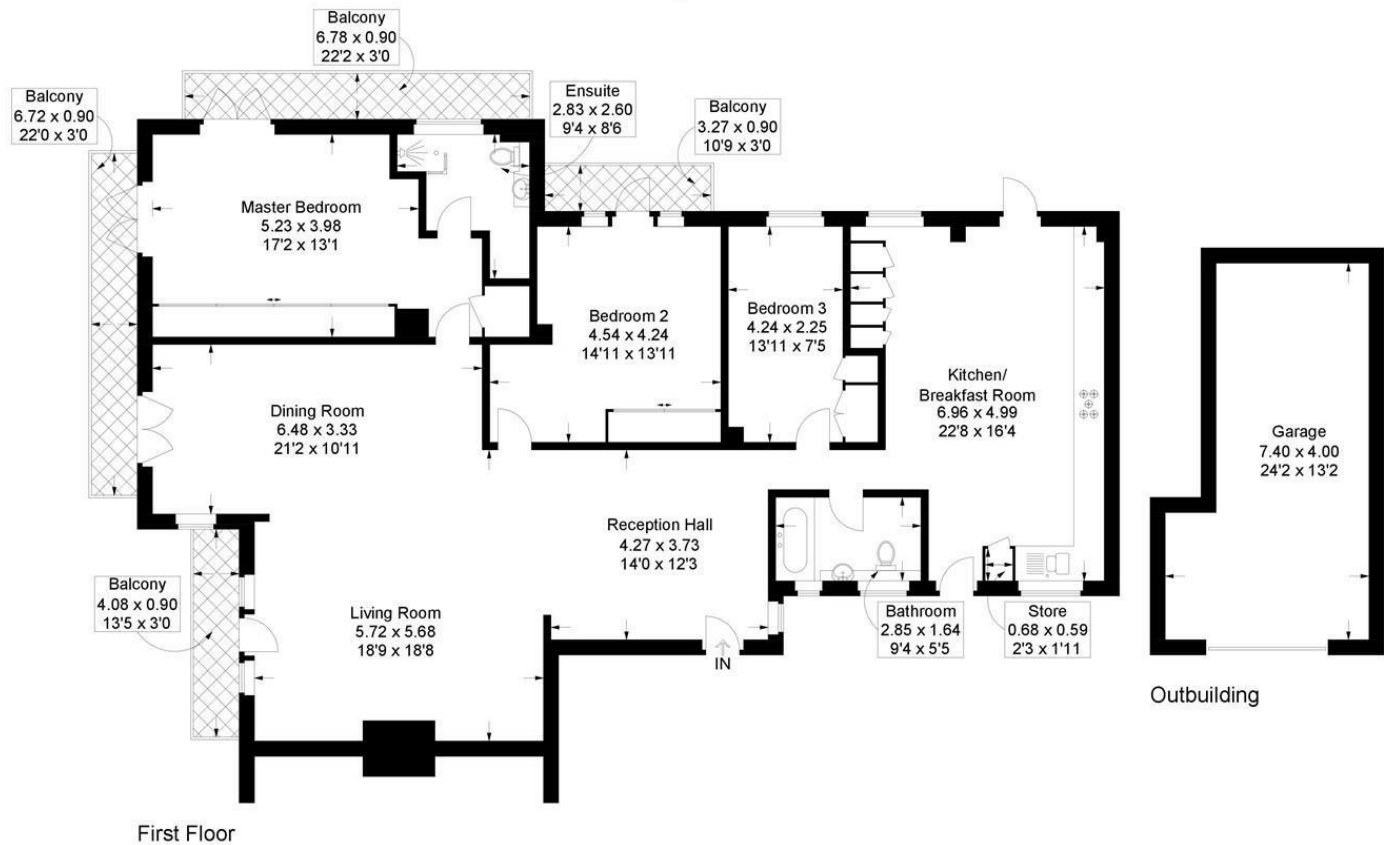 Balcony
6.78 x 0.90
22'2 x 3'0
Balcony
6.72 x 0.90
22'0 x 3'0
Ensuite
2.83 x 2.60
9'4 x 8'6
Balcony
3.27 x 0.90
10'9 x 3'0
Master Bedroom
5.23 x 3.98
17'2 x 13'1
Bedroom 2
4.54 x 4.24
14'11 x 13'11
Bedroom 3
4.24 x 2.25
13'11 x 7'5
Kitchen/
Breakfast Room
6.96 x 4.99
22'8 x 16'4
Dining Room
6.48 x 3.33
21'2 x 10'11
Garage
7.40 x 4.00
24'2 x 13'2
Reception Hall
4.27 x 3.73
14'0 x 12'3
Balcony
4.08 x 0.90
13'5 x 3'0
Living Room
5.72 x 5.68
18'9 x 18'8
Bathroom
2.85 x 1.64
9'4 x 5'5
Store
0.68 x 0.59
2'3 x 1'11
IN
Outbuilding
First Floor